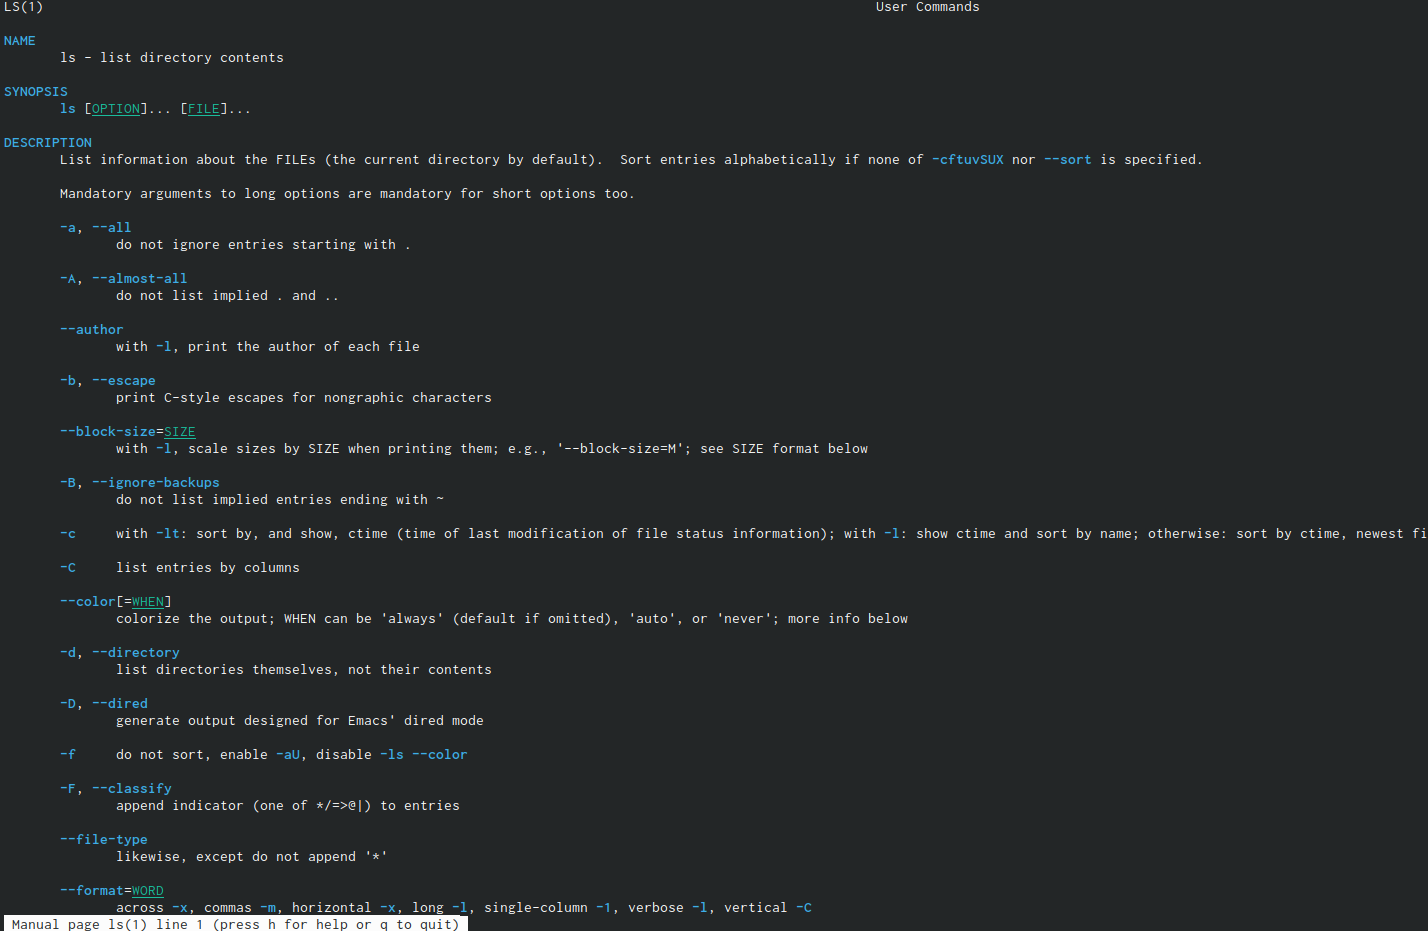 LS(1) User Commands
NAME
ls - list directory contents
SYNOPSIS
ls [OPTION]... [FILE]...
DESCRIPTION
List information about the FILEs (the current directory by default).  Sort entries alphabetically if none of -cftuvSUX nor --sort is specified.
Mandatory arguments to long options are mandatory for short options too.
-a, --all
do not ignore entries starting with .
-A, --almost-all
do not list implied . and ..
--author
with -l, print the author of each file
-b, --escape
print C-style escapes for nongraphic characters
--block-size=SIZE
with -l, scale sizes by SIZE when printing them; e.g., '--block-size=M'; see SIZE format below
-B, --ignore-backups
do not list implied entries ending with ~
-c     with -lt: sort by, and show, ctime (time of last modification of file status information); with -l: show ctime and sort by name; otherwise: sort by ctime, newest fi
-C     list entries by columns
--color[=WHEN]
colorize the output; WHEN can be 'always' (default if omitted), 'auto', or 'never'; more info below
-d, --directory
list directories themselves, not their contents
-D, --dired
generate output designed for Emacs' dired mode
-f     do not sort, enable -aU, disable -ls --color
-F, --classify
append indicator (one of */=>@|) to entries
--file-type
likewise, except do not append '*'
--format=WORD
across -x, commas -m, horizontal -x, long -l, single-column -1, verbose -l, vertical -C
Manual page ls(1) line 1 (press h for help or q to quit)